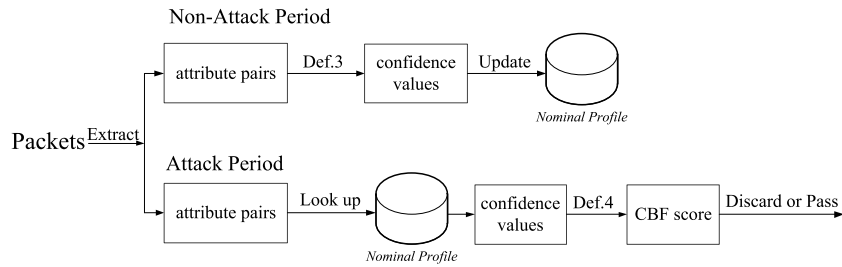 Non-Attack Period
attribute pairs
Def.3
confidence
values
Update
Nominal Profile
Packets
Extract
Attack Period
attribute pairs
Look up
Nominal Profile
confidence
values
Def.4
CBF score
Discard or Pass